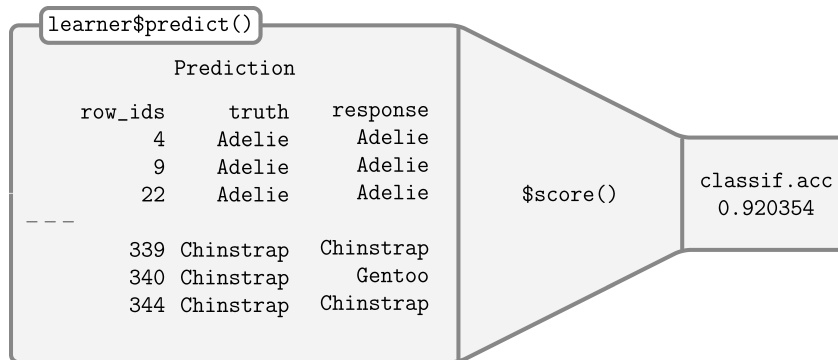 learner$predict()
Prediction
row_ids truth response
4 Adelie Adelie
9 Adelie Adelie
22 Adelie Adelie
---
339 Chinstrap Chinstrap
340 Chinstrap Gentoo
344 Chinstrap Chinstrap
$score()
classif.acc
0.920354